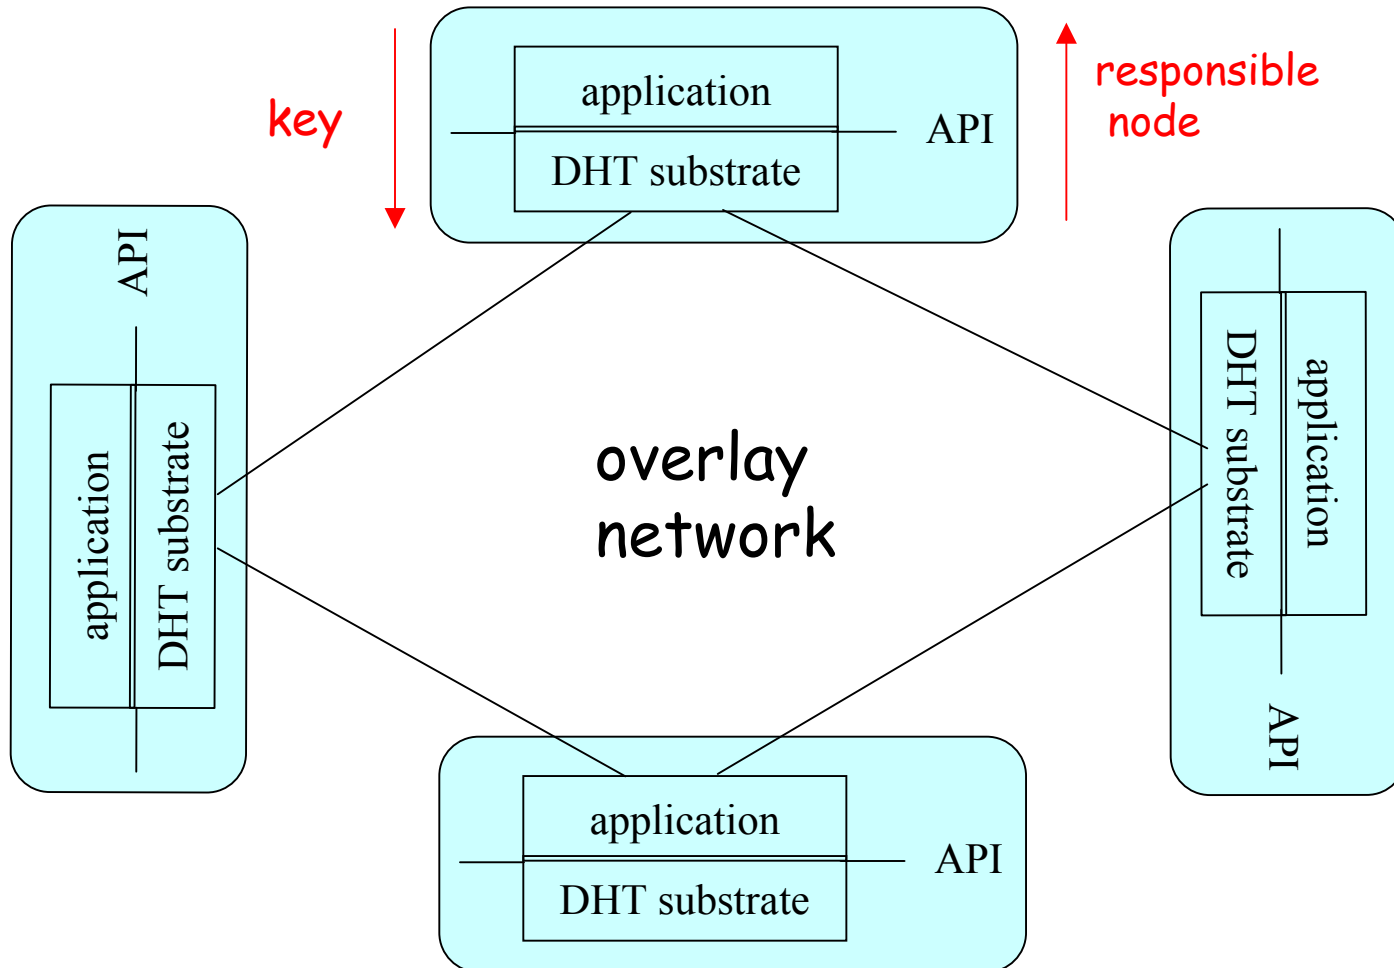 key
application
API
DHT substrate
responsible
node
API
application
DHT substrate
overlay
network
DHT substrate
application
API
application
API
DHT substrate